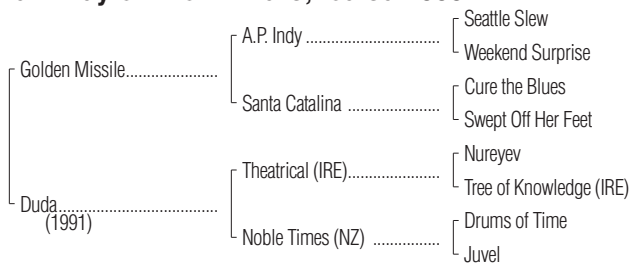 Seattle Slew
A.P. Indy
Weekend Surprise
Golden Missile
Cure the Blues
Santa Catalina
Swept Off Her Feet
Nureyev
Theatrical (IRE)
Tree of Knowledge (IRE)
Duda
(1991)
Drums of Time
Noble Times (NZ)
Juvel